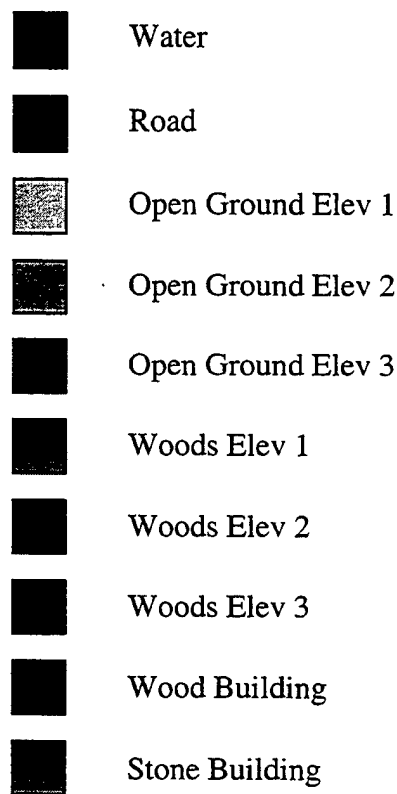 Water
Road
Open Ground Elev 1
Open Ground Elev 2
Open Ground Elev 3
Woods Elev 1
Woods Elev 2
Woods Elev 3
Wood Building
Stone Building